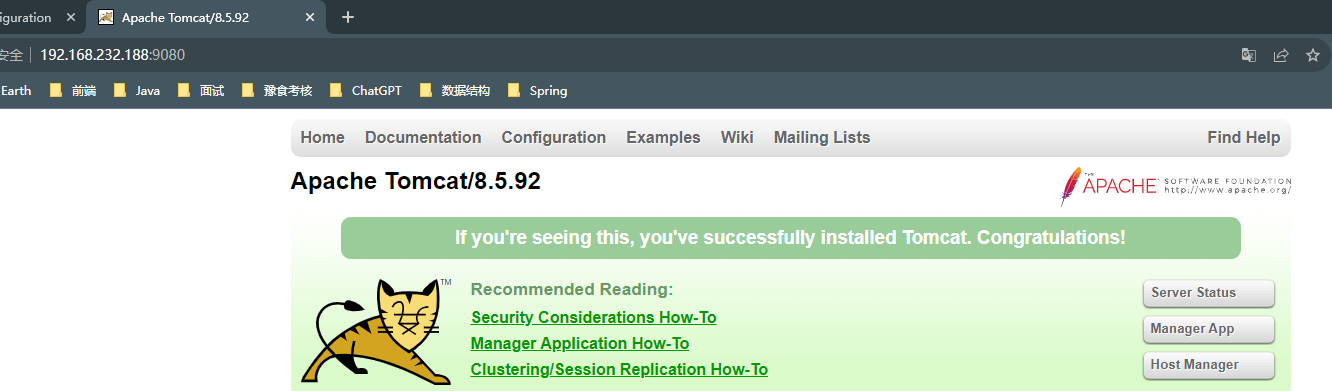 iguration Apache Tomcat/8.5.92
安全 192.168.232.188:9080
Earth 前端 Java 面试 豫食考核 ChatGPT 数据结构 Spring
Home Documentation Configuration Examples Wiki Mailing Lists Find Help
Apache Tomcat/8.5.92
THE APACHE SOFTWARE FOUNDATION
http://www.apache.org/
If you're seeing this, you've successfully installed Tomcat. Congratulations!
TM
Recommended Reading:
Security Considerations How-To
Manager Application How-To
Clustering/Session Replication How-To
Server Status
Manager App
Host Manager